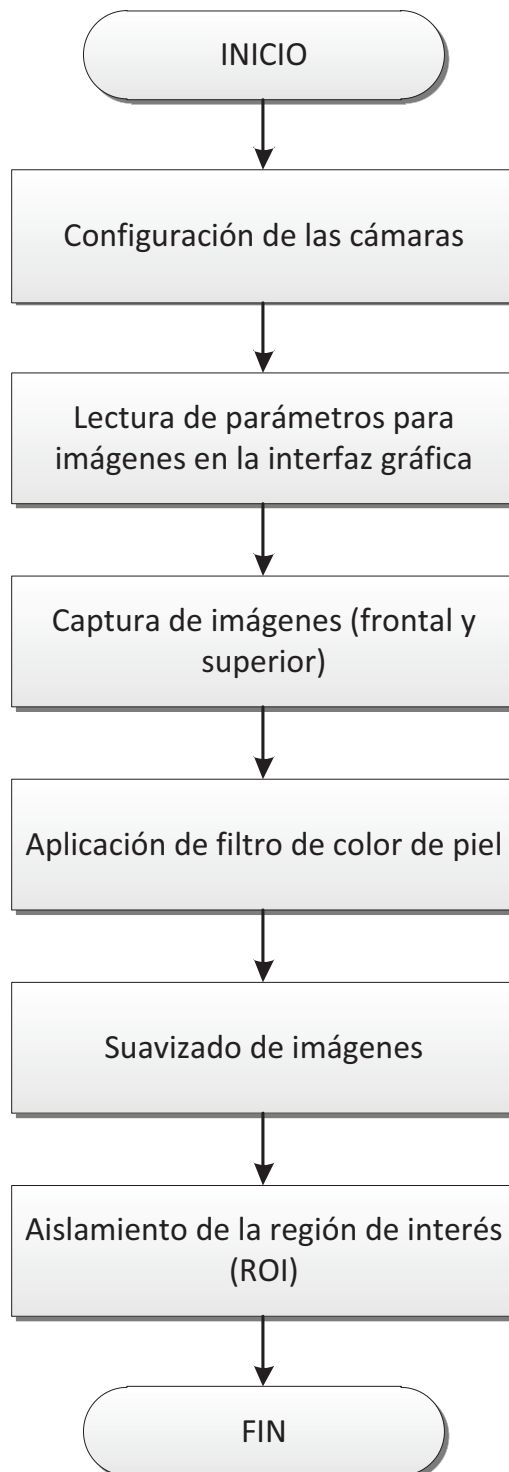 INICIO
Configuración de las cámaras
Lectura de parámetros para
imágenes en la interfaz gráfica
Captura de imágenes (frontal y
superior)
Aplicación de filtro de color de piel
Suavizado de imágenes
Aislamiento de la región de interés
(ROI)
FIN